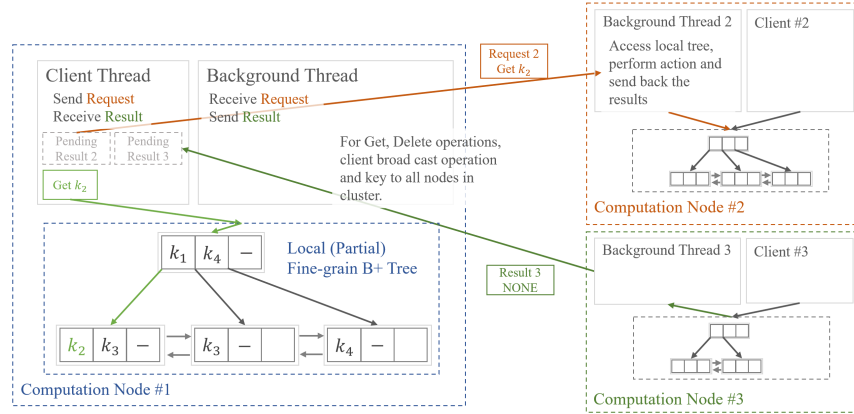 Client Thread
Send Request
Receive Result
Pending
Result 2
Pending
Result 3
Background Thread
Receive Request
Send Result
Get k₂
For Get, Delete operations,
client broad cast operation
and key to all nodes in
cluster.
Local (Partial)
Fine-grain B+ Tree
k₁ k₄ –
k₂ k₃ –
k₃ –
k₄ –
Computation Node #1
Request 2
Get k₂
Result 3
NONE
Background Thread 2
Access local tree,
perform action and
send back the
results
Client #2
Computation Node #2
Background Thread 3
Client #3
Computation Node #3